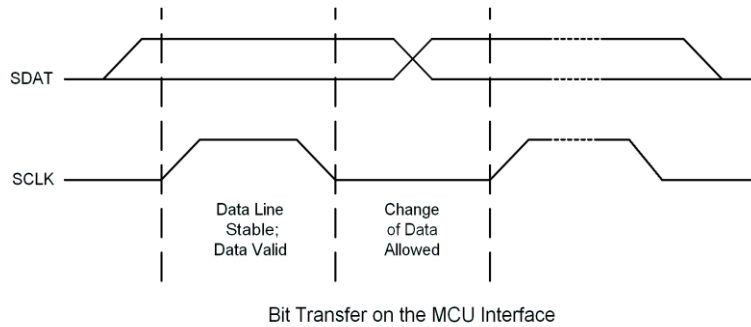 SDAT
SCLK
Data Line
Stable;
Data Valid
Change
of Data
Allowed
Bit Transfer on the MCU Interface